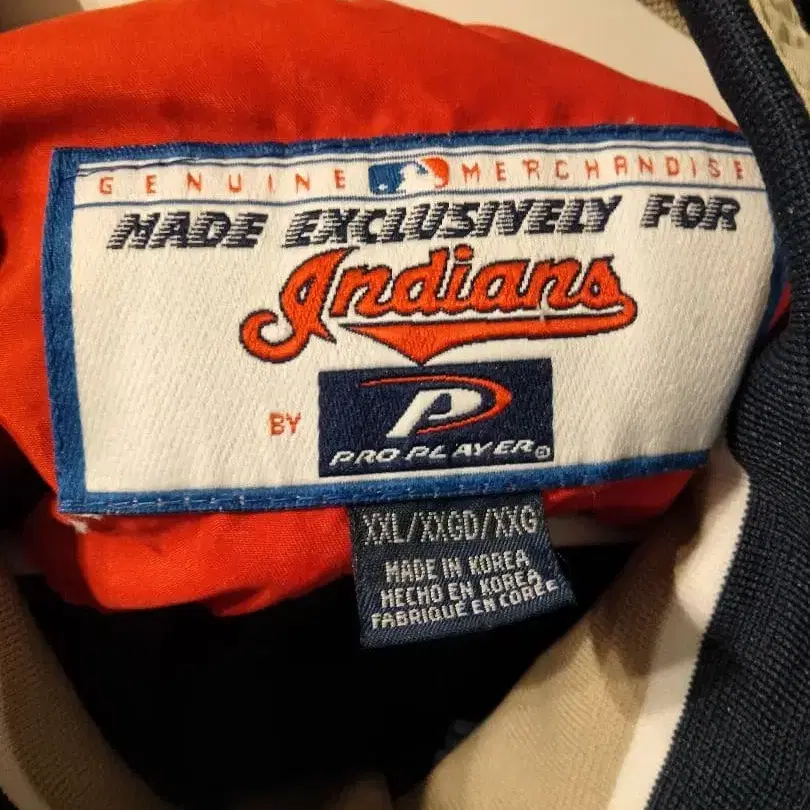 GENUINE MERCHANDISE
MADE EXCLUSIVELY FOR
Indians
BY
PRO PLAYER®
XXL/XXGD/XXG
MADE IN KOREA
HECHO EN KOREA
FABRIQUÉ EN CORÉE